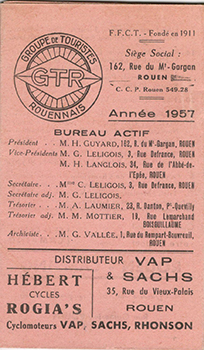 F.F.C.T. - Fondé en 1911
GROUPE DE TOURISTES
GTR
ROUENNAIS
Siège Social :
162, Rue du Mt-Gargan
ROUEN
C. C. P. Rouen 549.28
Année 1957
BUREAU ACTIF
Président . . M. H. GUYARD, 162, R. du Mt-Gargan, ROUEN
Vice-Présidents M. G. LELIGOIS, 3, Rue Defrance, ROUEN
M. H. LANGLOIS, 34, Rue de l'Abbé-de-
l'Epée, ROUEN
Secrétaire . . Mme C. LELIGOIS, 3, Rue Defrance, ROUEN
Secrétaire adj. M. G. LELIGOIS.
Trésorier . . M. A. LAUMIER, 23, R. Danton, Pt-Quevilly
Trésorier adj. M. M. MOTTIER, 19, Rue Lemarchand
BOISGUILLAUME
Archiviste . . M. G. VALLÉE, 1, Rue du Rempart-Bouvreuil,
ROUEN
DISTRIBUTEUR VAP
& SACHS
HÉBERT
CYCLES
ROGIA'S
35, Rue du Vieux-Palais
ROUEN
Cyclomoteurs VAP, SACHS, RHONSON